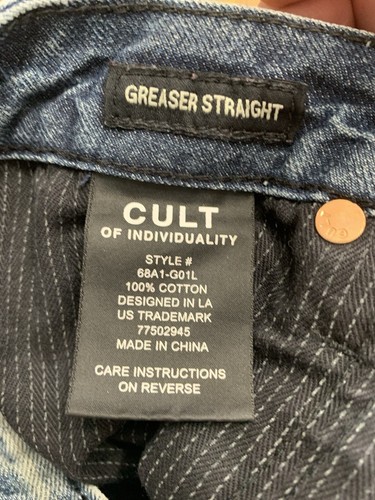 GREASER STRAIGHT
CULT
OF INDIVIDUALITY
STYLE #
68A1-G01L
100% COTTON
DESIGNED IN LA
US TRADEMARK
77502945
MADE IN CHINA
CARE INSTRUCTIONS
ON REVERSE